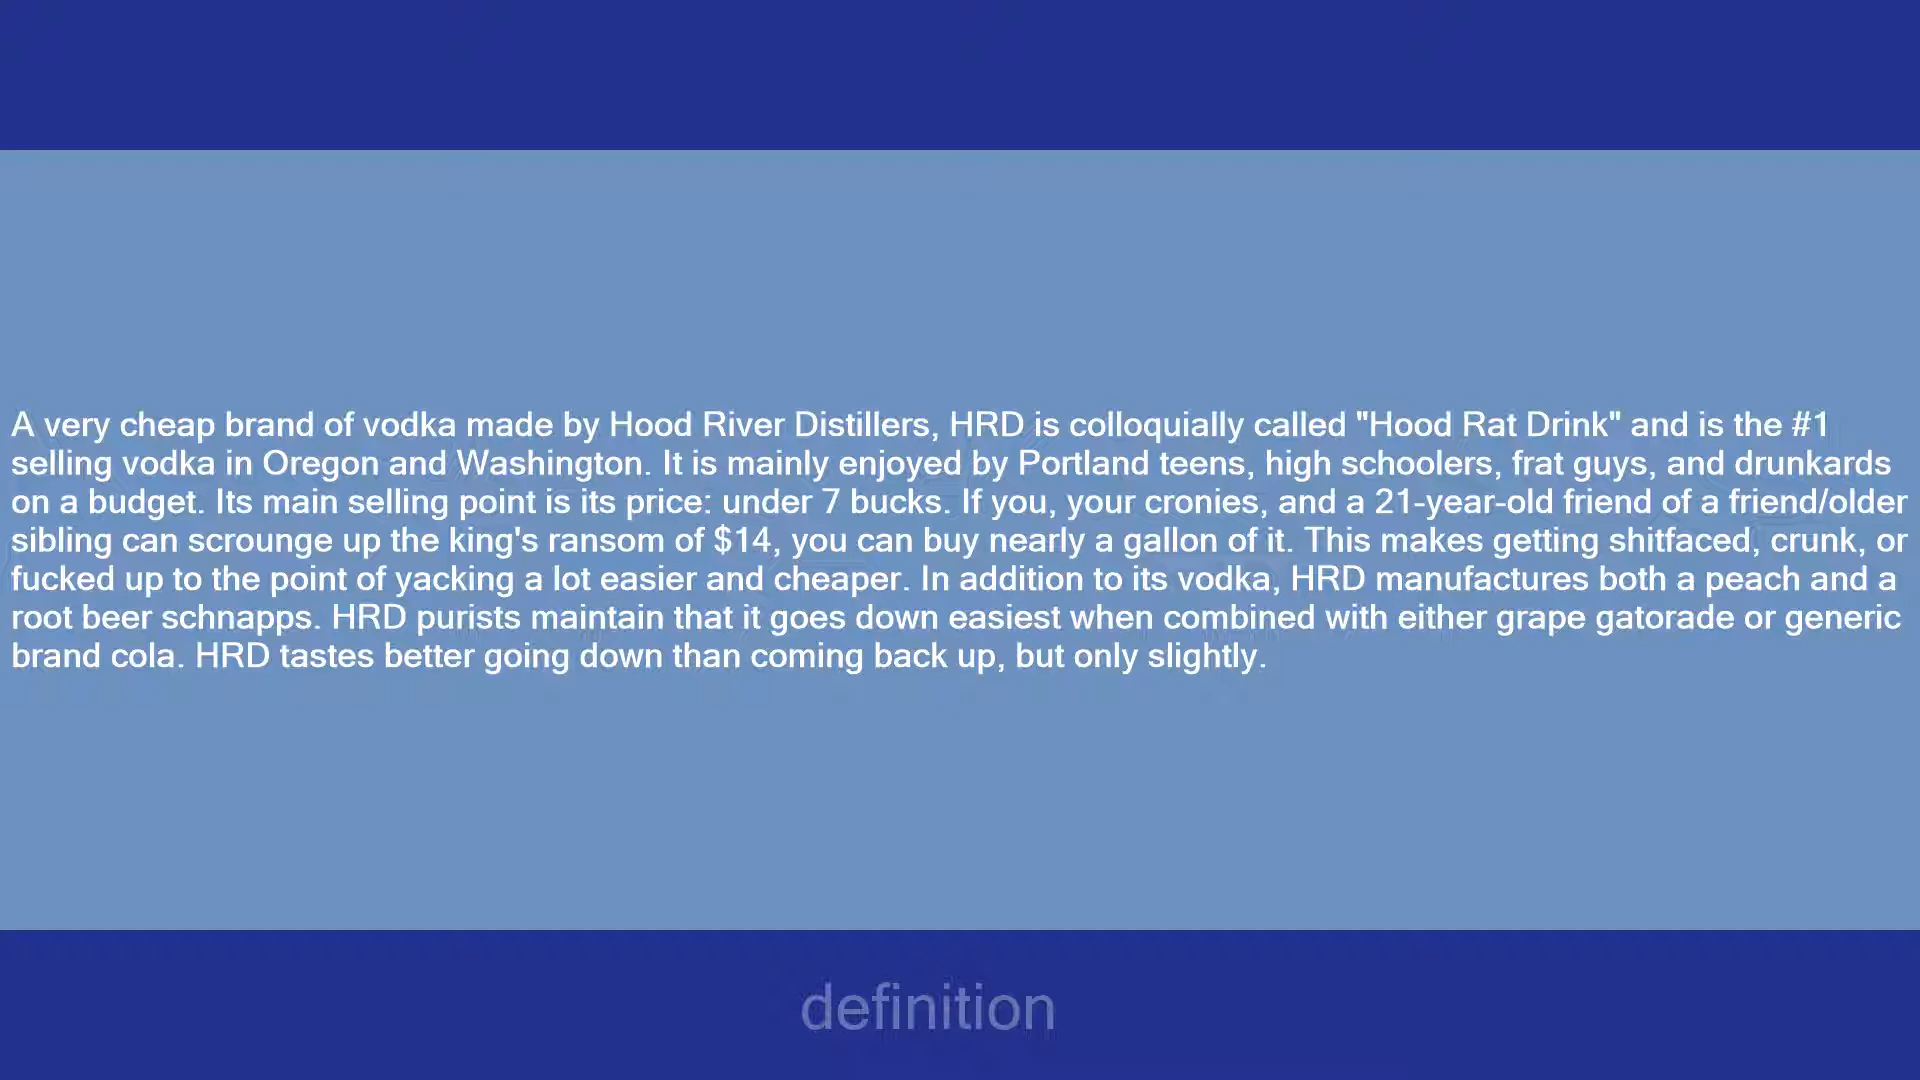 A very cheap brand of vodka made by Hood River Distillers, HRD is colloquially called "Hood Rat Drink" and is the #1
selling vodka in Oregon and Washington. It is mainly enjoyed by Portland teens, high schoolers, frat guys, and drunkards
on a budget. Its main selling point is its price: under 7 bucks. If you, your cronies, and a 21-year-old friend of a friend/older
sibling can scrounge up the king's ransom of $14, you can buy nearly a gallon of it. This makes getting shitfaced, crunk, or
fucked up to the point of yacking a lot easier and cheaper. In addition to its vodka, HRD manufactures both a peach and a
root beer schnapps. HRD purists maintain that it goes down easiest when combined with either grape gatorade or generic
brand cola. HRD tastes better going down than coming back up, but only slightly.
definition